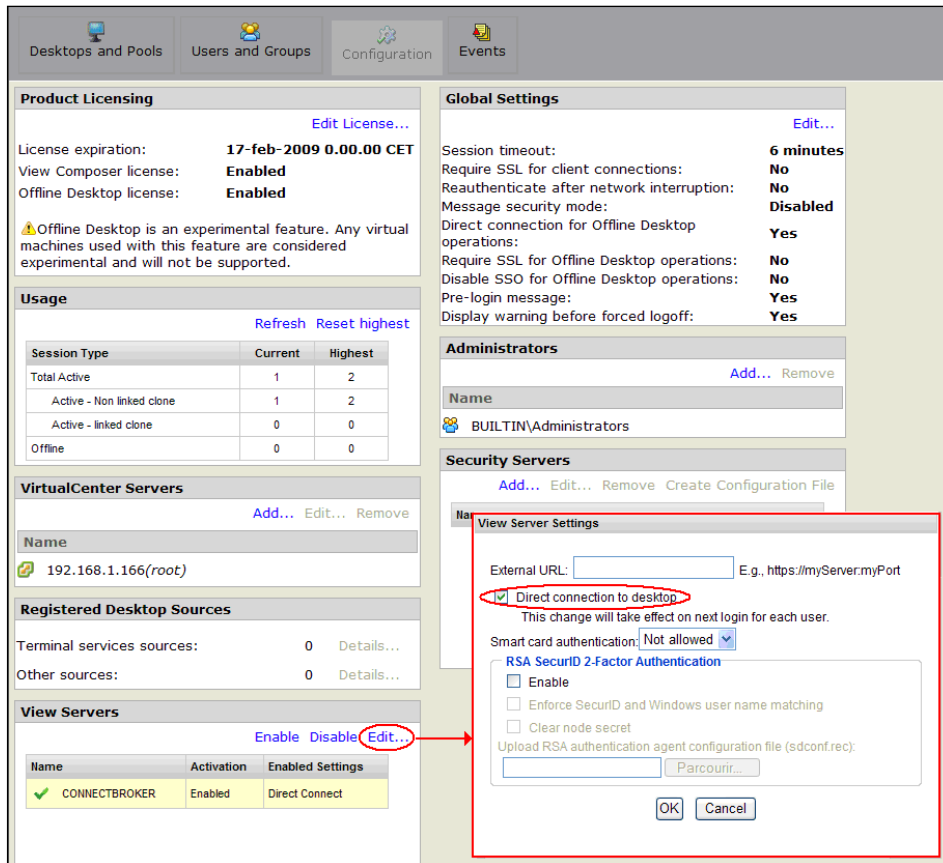 Desktops and Pools
Users and Groups
Configuration
Events
Product Licensing
Edit License...
License expiration: 17-feb-2009 0.00.00 CET
View Composer license: Enabled
Offline Desktop license: Enabled
Offline Desktop is an experimental feature. Any virtual
machines used with this feature are considered
experimental and will not be supported.
Usage
Refresh Reset highest
Session Type Current Highest
Total Active 1 2
Active - Non linked clone 1 2
Active - linked clone 0 0
Offline 0 0
VirtualCenter Servers
Add... Edit... Remove
Name
192.168.1.166(root)
Registered Desktop Sources
Terminal services sources: 0 Details...
Other sources: 0 Details...
View Servers
Enable Disable Edit...
Name Activation Enabled Settings
CONNECTBROKER Enabled Direct Connect
Global Settings
Edit...
Session timeout: 6 minutes
Require SSL for client connections: No
Reauthenticate after network interruption: No
Message security mode: Disabled
Direct connection for Offline Desktop
operations: Yes
Require SSL for Offline Desktop operations: No
Disable SSO for Offline Desktop operations: No
Pre-login message: Yes
Display warning before forced logoff: Yes
Administrators
Add... Remove
Name
BUILTIN\Administrators
Security Servers
Add... Edit... Remove Create Configuration File
View Server Settings
External URL: E.g., https://myServer:myPort
Direct connection to desktop
This change will take effect on next login for each user.
Smart card authentication: Not allowed
RSA SecurID 2-Factor Authentication
Enable
Enforce SecurID and Windows user name matching
Clear node secret
Upload RSA authentication agent configuration file (sdconf.rec):
Parcourir...
OK Cancel